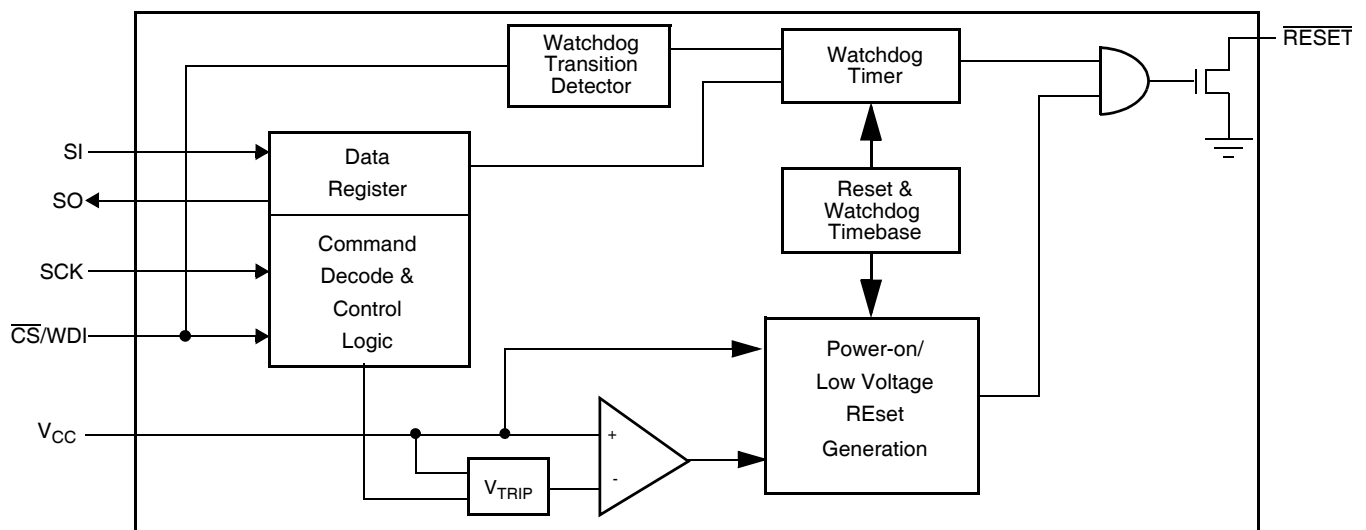 Watchdog
Transition
Detector
Watchdog
Timer
RESET
SI
SO
SCK
CS/WDI
VCC
Data
Register
Command
Decode &
Control
Logic
Reset &
Watchdog
Timebase
Power-on/
Low Voltage
REset
Generation
+
-
VTRIP